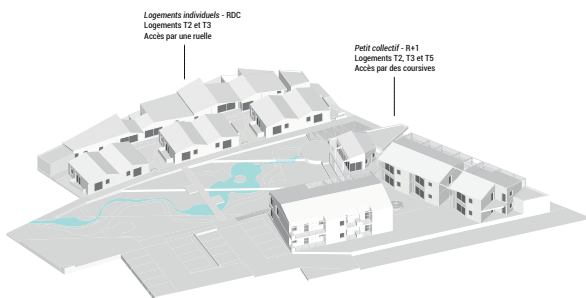 Logements individuels - RDC
Logements T2 et T3
Accès par une ruelle
Petit collectif - R+1
Logements T2, T3 et T5
Accès par des coursives